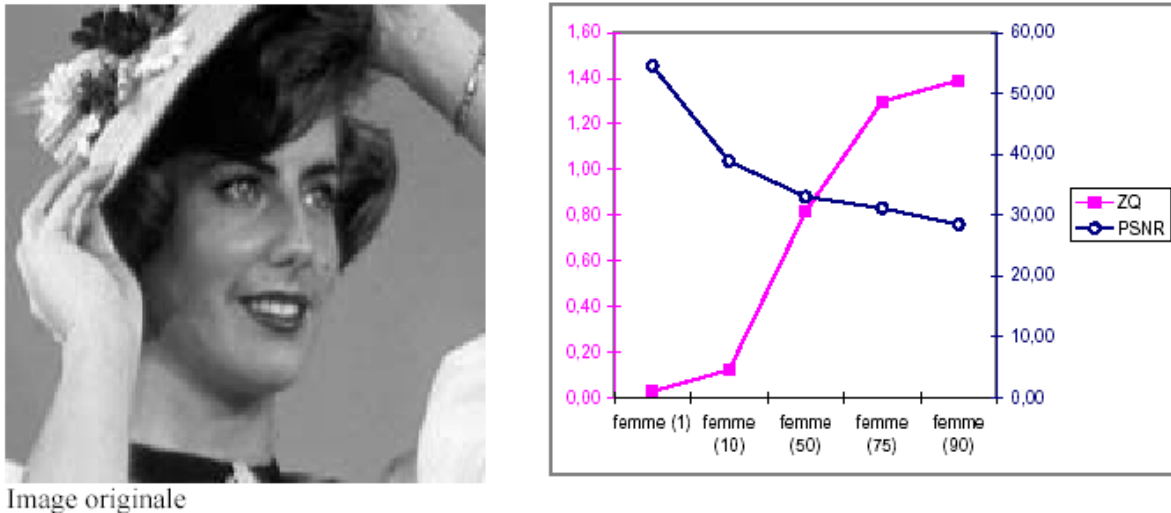 Image originale
1,60
1,40
1,20
1,00
0,80
0,60
0,40
0,20
0,00
60,00
50,00
40,00
30,00
20,00
10,00
0,00
femme (1)
femme
(10)
femme
(50)
femme
(75)
femme
(90)
ZQ
PSNR